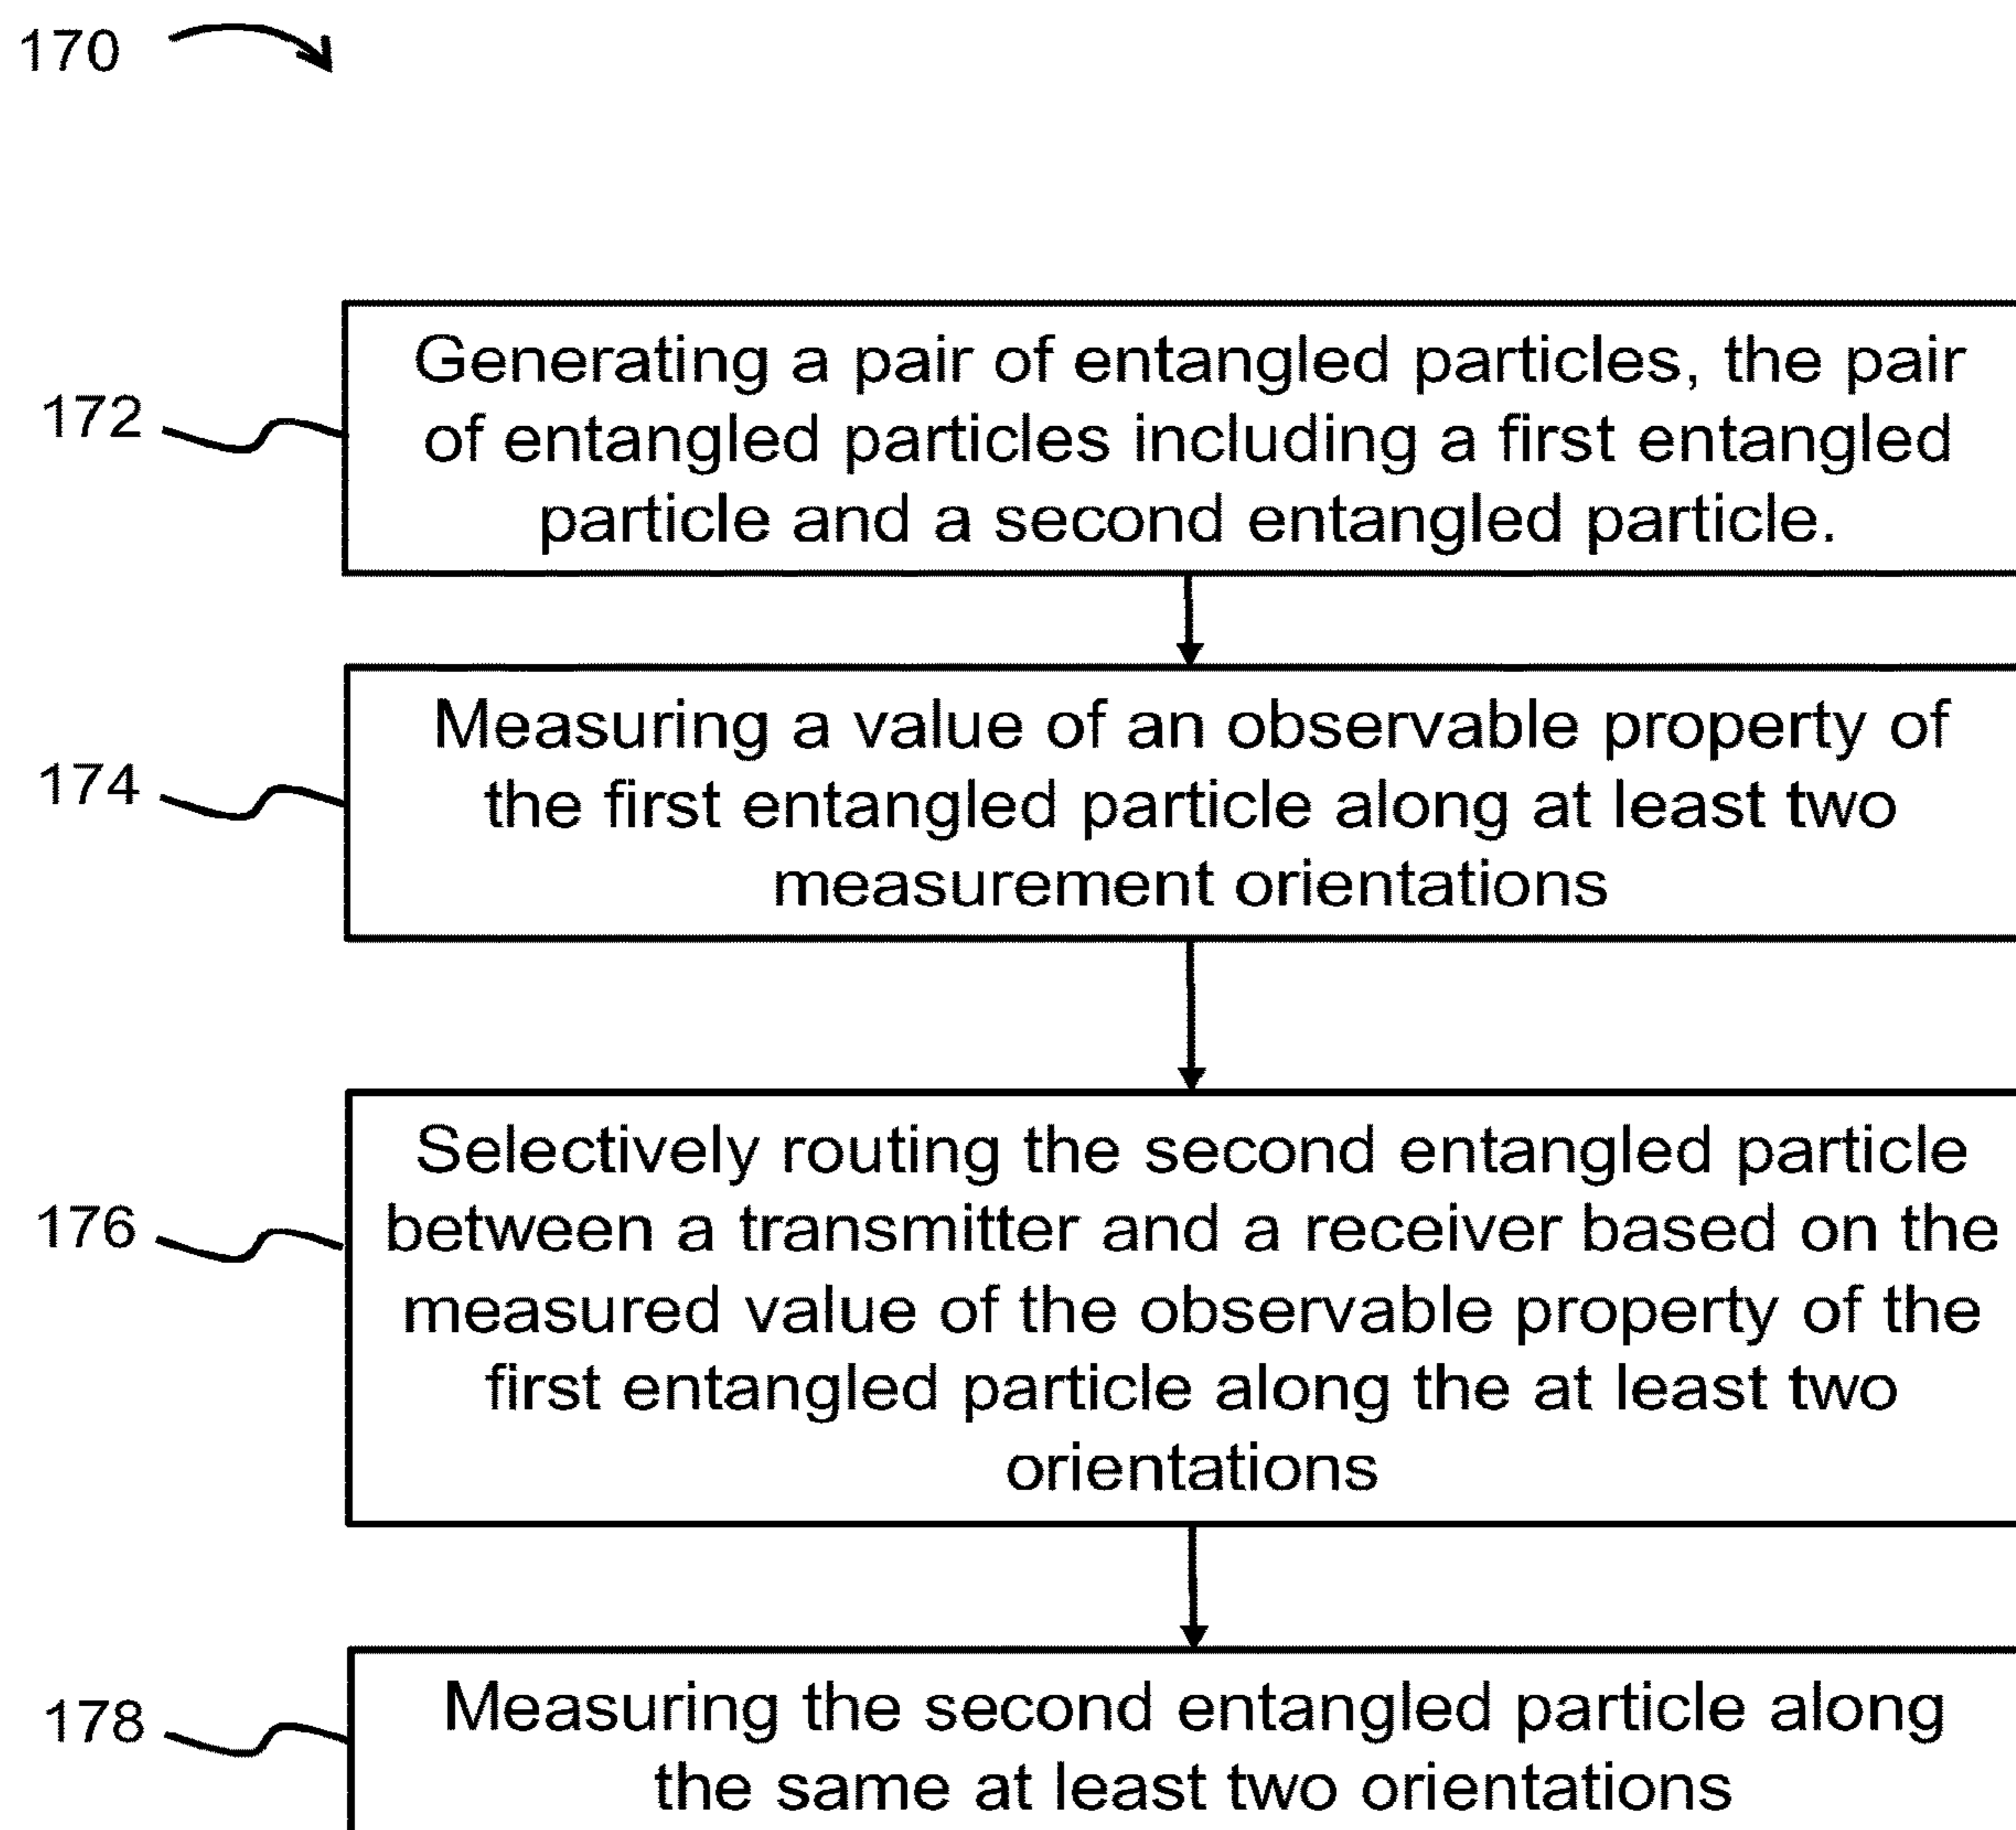 170
172
Generating a pair of entangled particles, the pair
of entangled particles including a first entangled
particle and a second entangled particle.
174
Measuring a value of an observable property of
the first entangled particle along at least two
measurement orientations
176
Selectively routing the second entangled particle
between a transmitter and a receiver based on the
measured value of the observable property of the
first entangled particle along the at least two
orientations
178
Measuring the second entangled particle along
the same at least two orientations